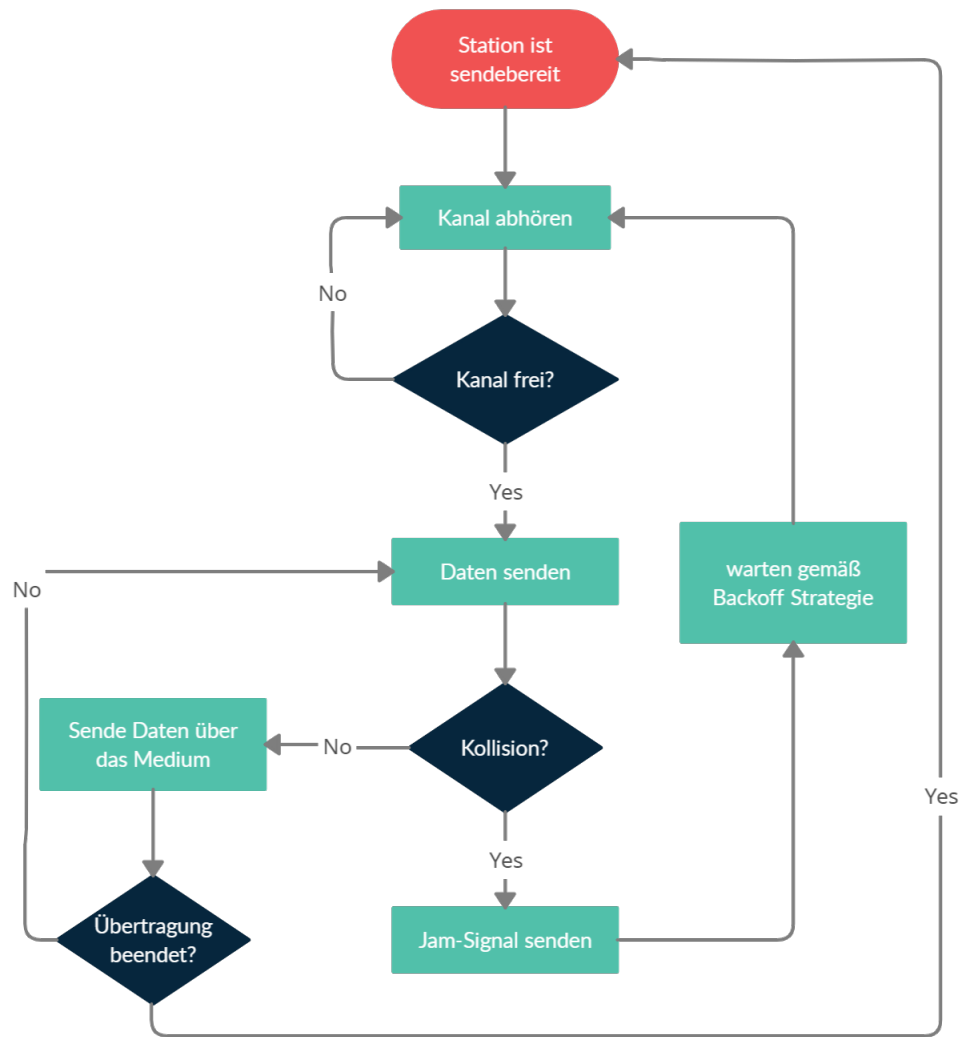 Station ist
sendebereit
Kanal abhören
No
Kanal frei?
Yes
Daten senden
warten gemäß
Backoff Strategie
No
Sende Daten über
das Medium
No
Kollision?
Yes
Yes
Übertragung
beendet?
Jam-Signal senden